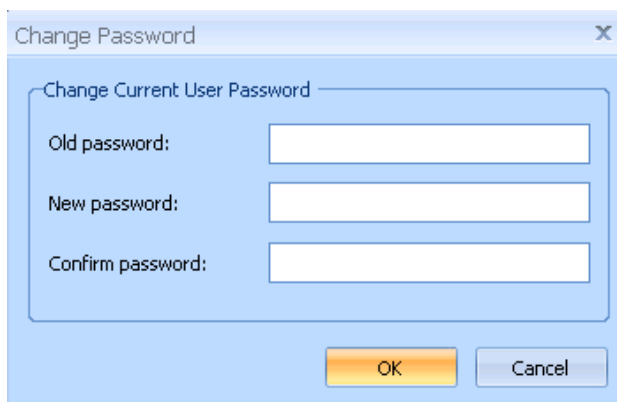 Change Password
Change Current User Password
Old password:
New password:
Confirm password:
OK Cancel